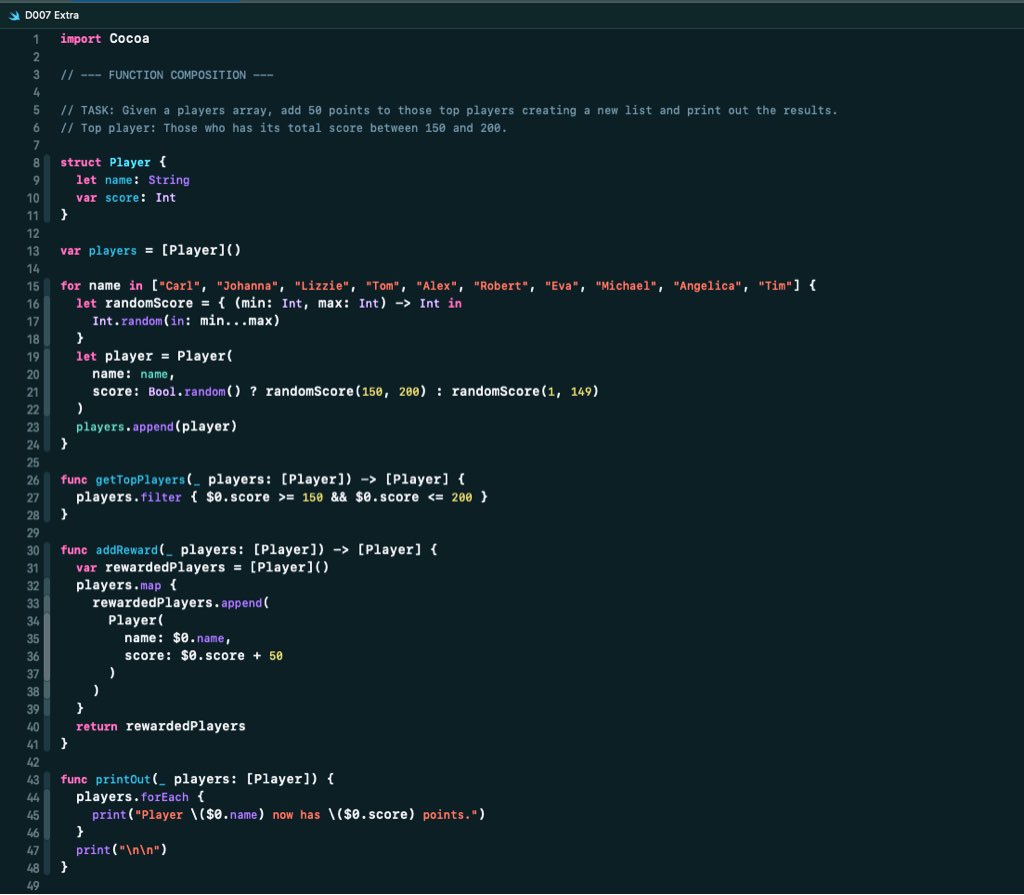 D007 Extra
1 import Cocoa
2
3 // --- FUNCTION COMPOSITION ---
4
5 // TASK: Given a players array, add 50 points to those top players creating a new list and print out the results.
6 // Top player: Those who has its total score between 150 and 200.
7
8 struct Player {
9   let name: String
10   var score: Int
11 }
12
13 var players = [Player]()
14
15 for name in ["Carl", "Johanna", "Lizzie", "Tom", "Alex", "Robert", "Eva", "Michael", "Angelica", "Tim"] {
16   let randomScore = { (min: Int, max: Int) -> Int in
17     Int.random(in: min...max)
18   }
19   let player = Player(
20     name: name,
21     score: Bool.random() ? randomScore(150, 200) : randomScore(1, 149)
22   )
23   players.append(player)
24 }
25
26 func getTopPlayers(_ players: [Player]) -> [Player] {
27   players.filter { $0.score >= 150 && $0.score <= 200 }
28 }
29
30 func addReward(_ players: [Player]) -> [Player] {
31   var rewardedPlayers = [Player]()
32   players.map {
33     rewardedPlayers.append(
34       Player(
35         name: $0.name,
36         score: $0.score + 50
37       )
38     )
39   }
40   return rewardedPlayers
41 }
42
43 func printOut(_ players: [Player]) {
44   players.forEach {
45     print("Player \($0.name) now has \($0.score) points.")
46   }
47   print("\n\n")
48 }
49